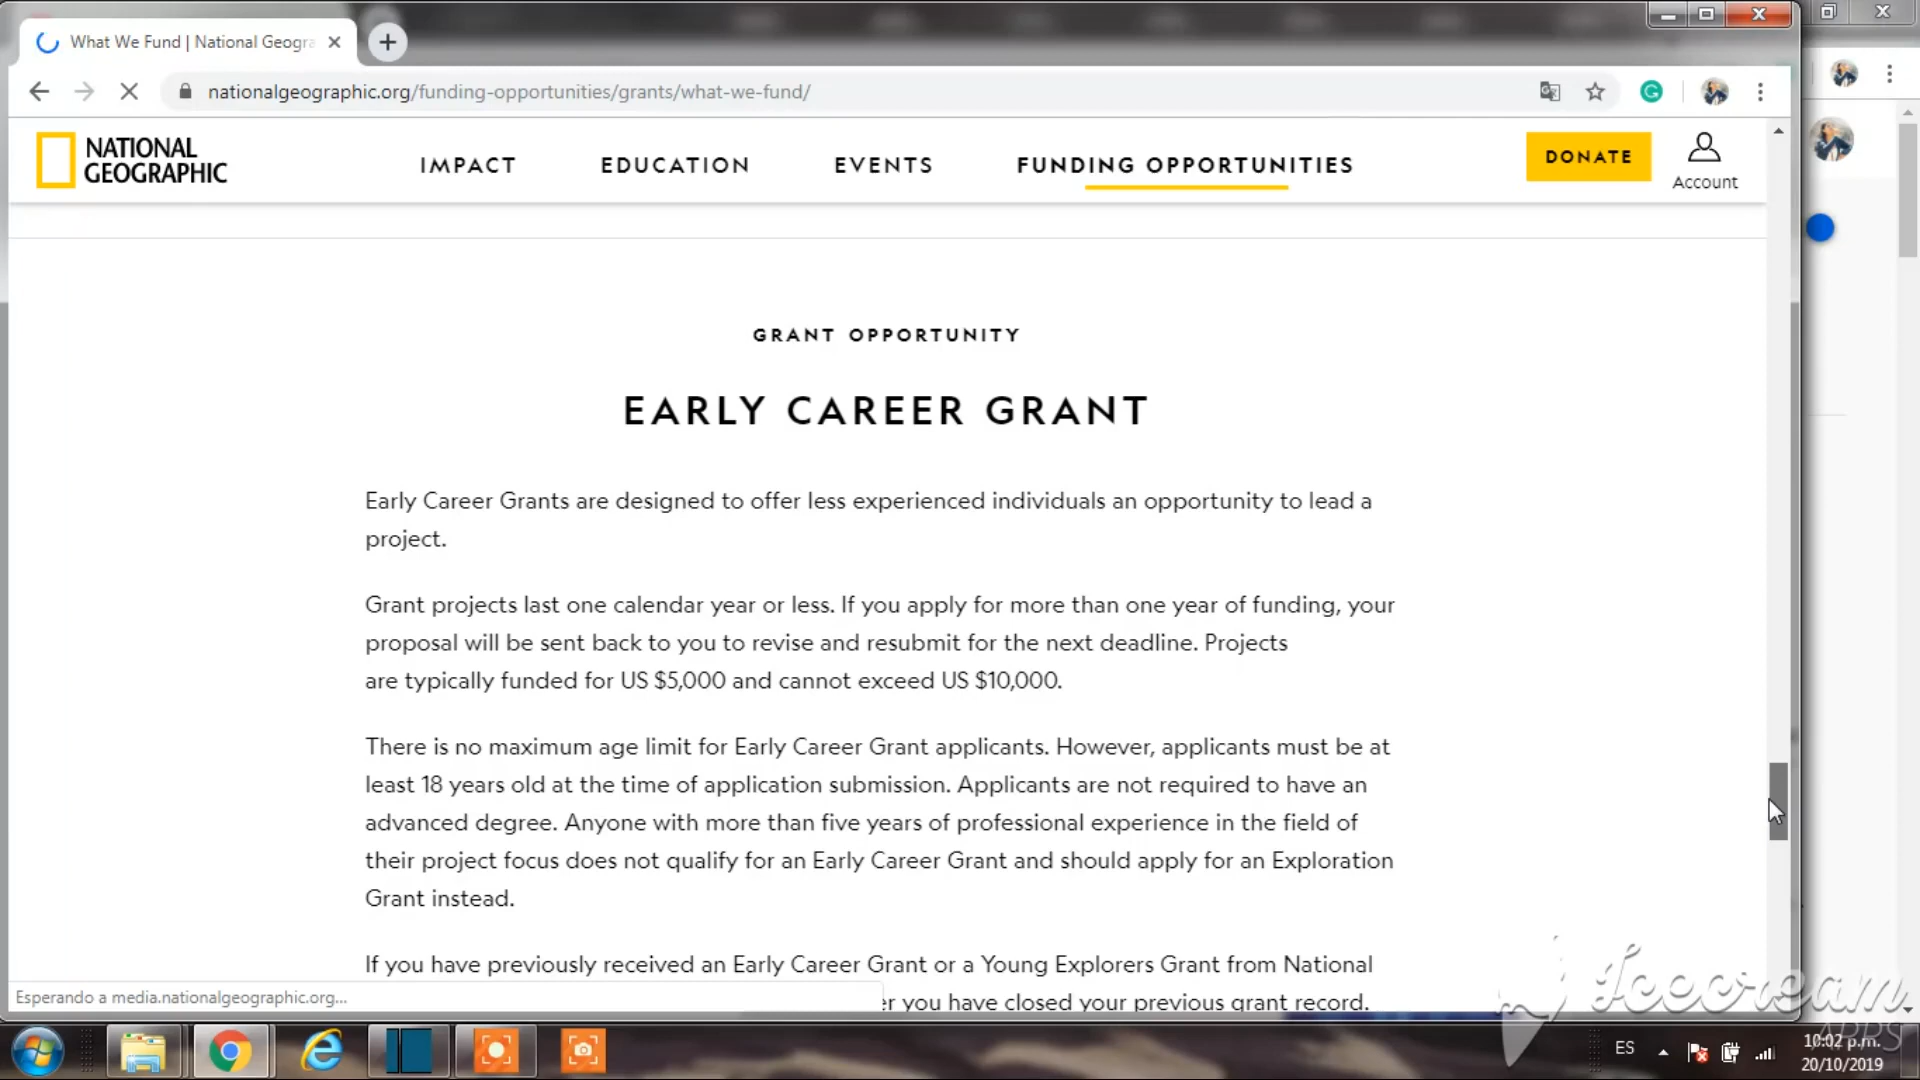 What We Fund | National Geogra
nationalgeographic.org/funding-opportunities/grants/what-we-fund/
NATIONAL
GEOGRAPHIC
IMPACT
EDUCATION
EVENTS
FUNDING OPPORTUNITIES
DONATE
Account
GRANT OPPORTUNITY
EARLY CAREER GRANT
Early Career Grants are designed to offer less experienced individuals an opportunity to lead a
project.
Grant projects last one calendar year or less. If you apply for more than one year of funding, your
proposal will be sent back to you to revise and resubmit for the next deadline. Projects
are typically funded for US $5,000 and cannot exceed US $10,000.
There is no maximum age limit for Early Career Grant applicants. However, applicants must be at
least 18 years old at the time of application submission. Applicants are not required to have an
advanced degree. Anyone with more than five years of professional experience in the field of
their project focus does not qualify for an Early Career Grant and should apply for an Exploration
Grant instead.
If you have previously received an Early Career Grant or a Young Explorers Grant from National
er you have closed your previous grant record.
Esperando a media.nationalgeographic.org...
Icecream
APPS
ES
10:02 p.m.
20/10/2019